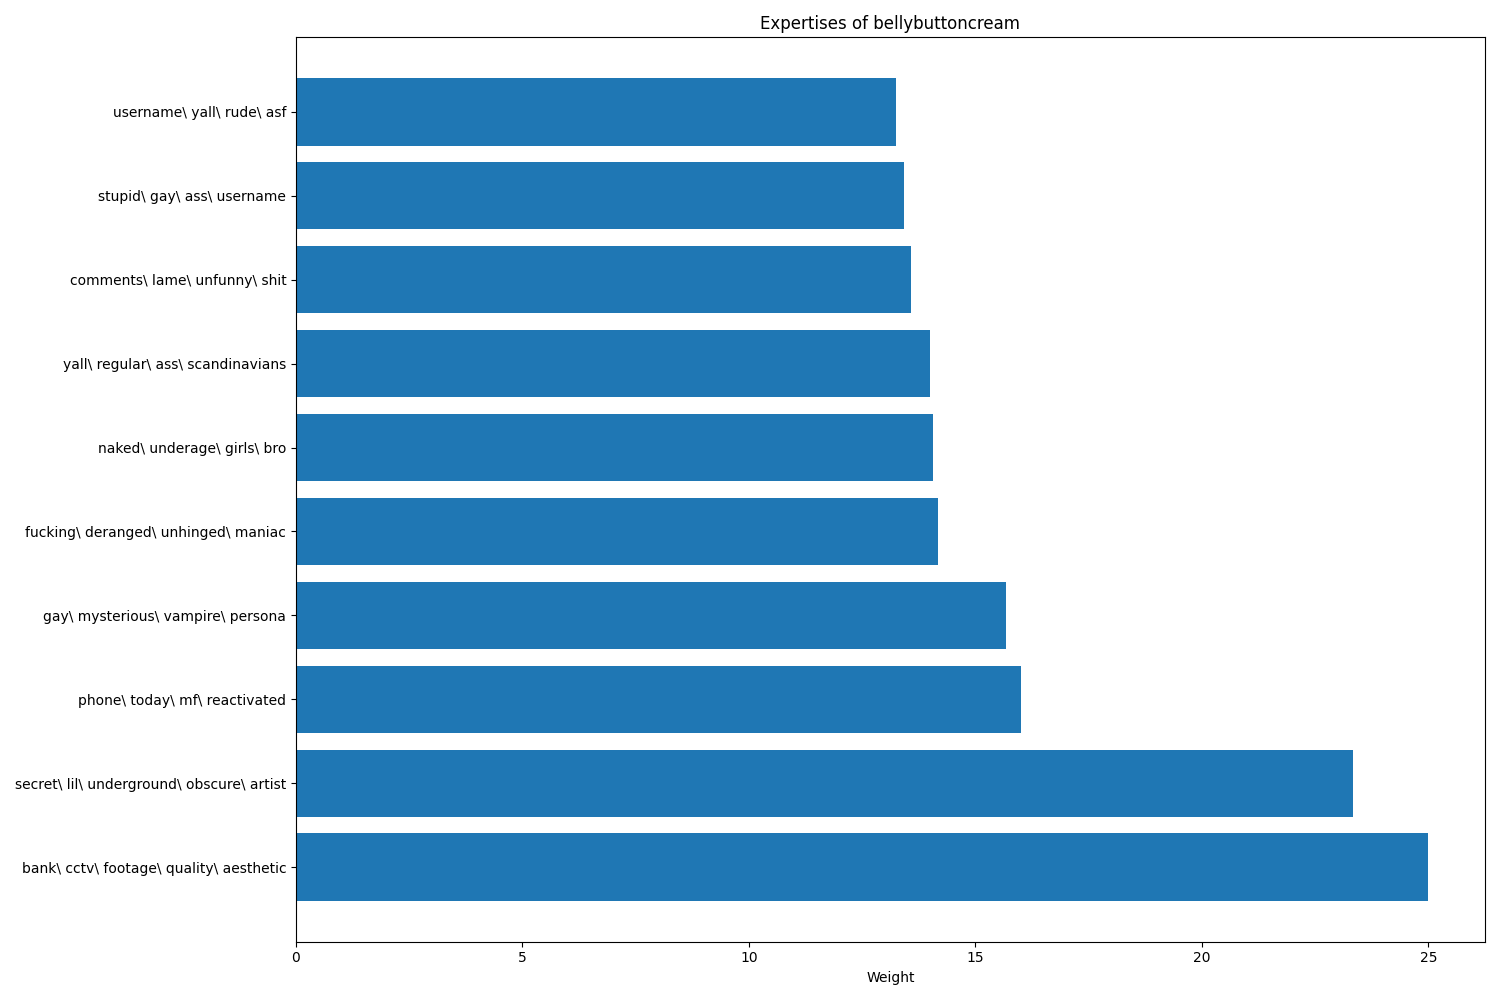 Expertises of bellybuttoncream
username\ yall\ rude\ asf
stupid\ gay\ ass\ username
comments\ lame\ unfunny\ shit
yall\ regular\ ass\ scandinavians
naked\ underage\ girls\ bro
fucking\ deranged\ unhinged\ maniac
gay\ mysterious\ vampire\ persona
phone\ today\ mf\ reactivated
secret\ lil\ underground\ obscure\ artist
bank\ cctv\ footage\ quality\ aesthetic
0 5 10 15 20 25
Weight